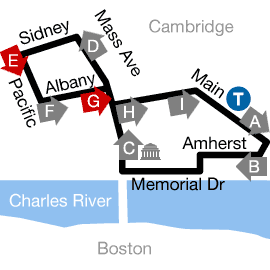 Sidney
Cambridge
Mass Ave
D
E
Pacific
Albany
Main
F
G
H
I
T
A
C
Amherst
B
Memorial Dr
Charles River
Boston